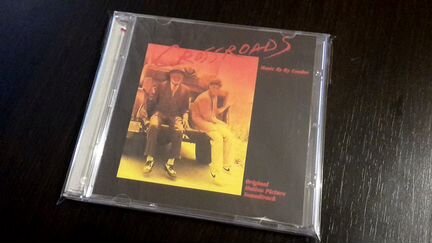 CROSSROADS
Music By Ry Cooder
Original
Motion Picture
Soundtrack